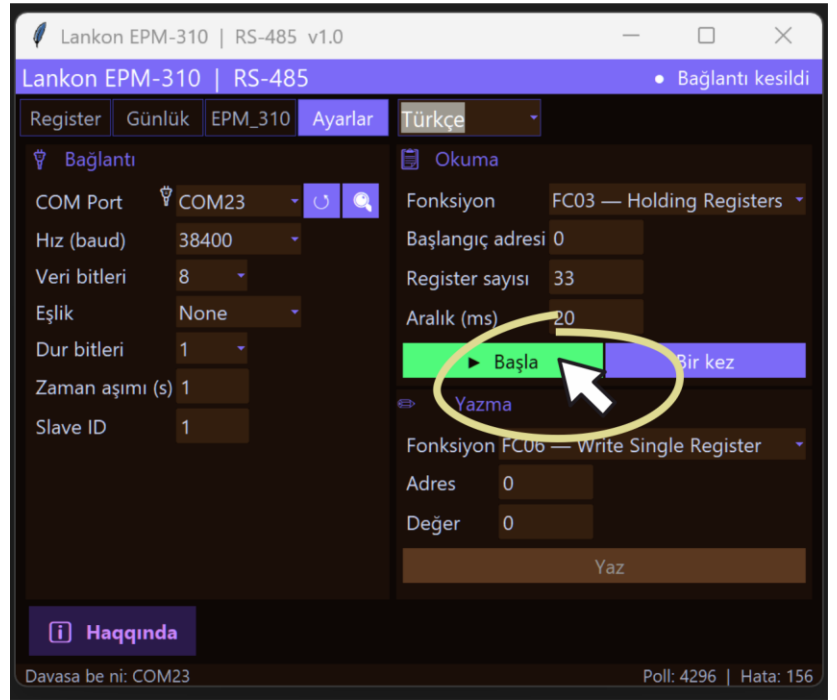 Lankon EPM-310 | RS-485 v1.0
Lankon EPM-310 | RS-485 ● Bağlantı kesildi
Register Günlük EPM_310 Ayarlar Türkçe
Bağlantı
COM Port COM23
Hız (baud) 38400
Veri bitleri 8
Eşlik None
Dur bitleri 1
Zaman aşımı (s) 1
Slave ID 1
Okuma
Fonksiyon FC03 — Holding Registers
Başlangıç adresi 0
Register sayısı 33
Aralık (ms) 20
► Başla Bir kez
Yazma
Fonksiyon FC06 — Write Single Register
Adres 0
Değer 0
Yaz
Haqqında
Davasa be ni: COM23 Poll: 4296 | Hata: 156